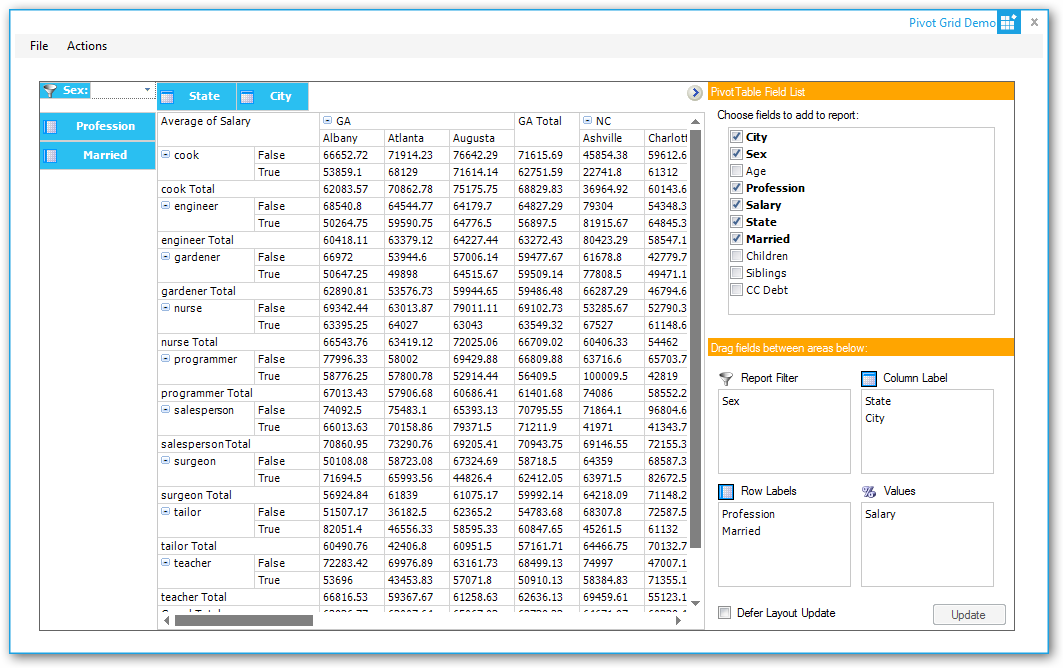 Pivot Grid Demo
File Actions
Sex:
State City
Profession
Married
PivotTable Field List
Choose fields to add to report:
City
Sex
Age
Profession
Salary
State
Married
Children
Siblings
CC Debt
Average of Salary GA GA Total NC
Albany Atlanta Augusta Ashville Charlott
cook False 66652.72 71914.23 76642.29 71615.69 45854.38 59612.6
True 53859.1 68129 71614.14 62751.59 22741.8 61312
cook Total 62083.57 70862.78 75175.75 68829.83 36964.92 60143.6
engineer False 68540.8 64544.77 64179.7 64827.29 79304 54348.3
True 50264.75 59590.75 64776.5 56897.5 81915.67 64845.3
engineer Total 60418.11 63379.12 64227.44 63272.43 80423.29 58547.1
gardener False 66972 53944.6 57006.14 59477.67 61678.8 42779.7
True 50647.25 49898 64515.67 59509.14 77808.5 49471.1
gardener Total 62890.81 53576.73 59944.65 59486.48 66287.29 46794.6
nurse False 69342.44 63013.87 79011.11 69102.73 53285.67 52790.3
True 63395.25 64027 63043 63549.32 67527 61148.6
nurse Total 66543.76 63419.12 72025.06 66709.02 60406.33 54462
programmer False 77996.33 58002 69429.88 66809.88 63716.6 65703.7
True 58776.25 57800.78 52914.44 56409.5 100009.5 42819
programmer Total 67013.43 57906.68 60686.41 61401.68 74086 58552.2
salesperson False 74092.5 75483.1 65393.13 70795.55 71864.1 96804.6
True 66013.63 70158.86 79371.5 71211.9 41971 41343.7
salesperson Total 70860.95 73290.76 69205.41 70943.75 69146.55 72155.3
surgeon False 50108.08 58723.08 67324.69 58718.5 64359 68587.3
True 71694.5 65993.56 44826.4 62412.05 63971.5 82672.5
surgeon Total 56924.84 61839 61075.17 59992.14 64218.09 71148.2
tailor False 51507.17 36182.5 62365.2 54783.68 68307.8 72587.5
True 82051.4 46556.33 58595.33 60847.65 45261.5 61132
tailor Total 60490.76 42406.8 60951.5 57161.71 64466.75 70132.7
teacher False 72283.42 69976.89 63161.73 68499.13 74997 47007.1
True 53696 43453.83 57071.8 50910.13 58384.83 71355.1
teacher Total 66816.53 59367.67 61258.63 62636.13 69459.61 55123.1
Drag fields between areas below:
Report Filter Column Label
Sex State
City
Row Labels Values
Profession Salary
Married
Defer Layout Update Update